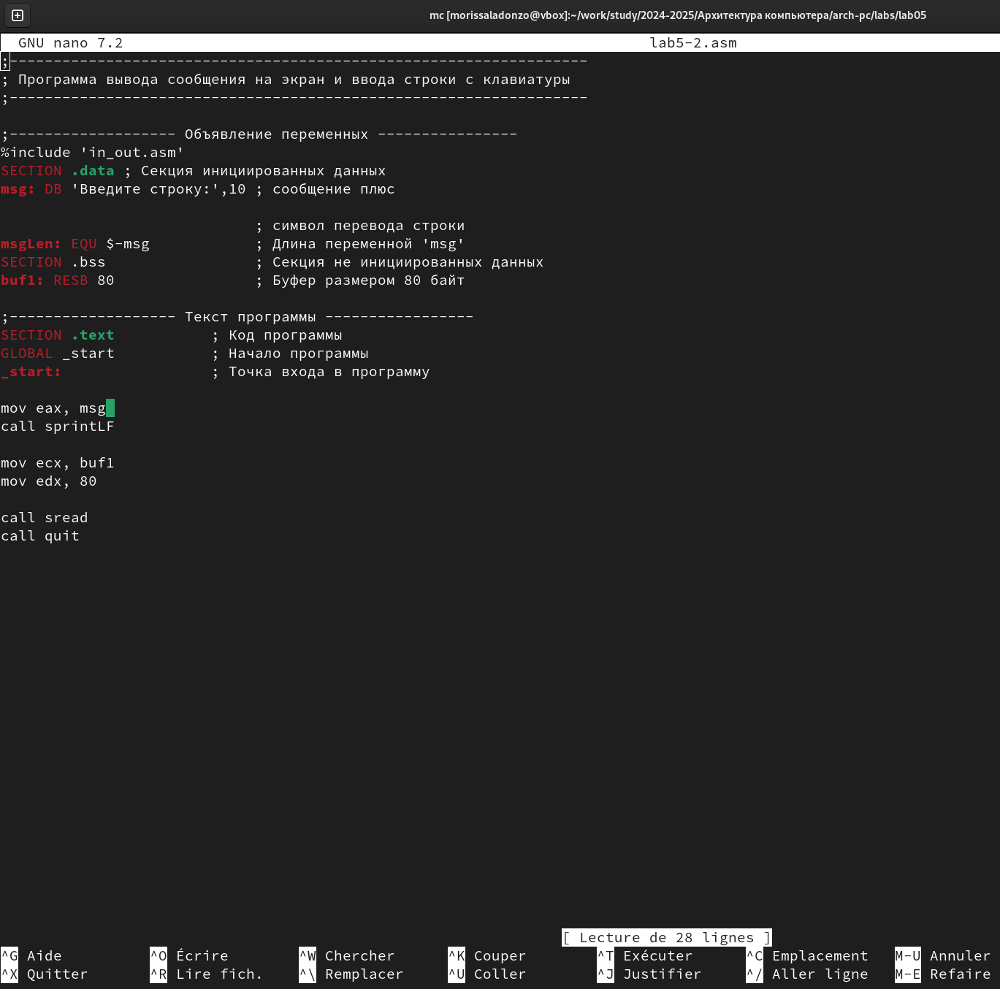 mc [morissaladonzo@vbox]:~/work/study/2024-2025/Архитектура компьютера/arch-pc/labs/lab05
GNU nano 7.2 lab5-2.asm
;------------------------------------------------------------------
; Программа вывода сообщения на экран и ввода строки с клавиатуры
;------------------------------------------------------------------
;------------------- Объявление переменных ----------------
%include 'in_out.asm'
SECTION .data ; Секция инициированных данных
msg: DB 'Введите строку:',10 ; сообщение плюс
; символ перевода строки
msgLen: EQU $-msg ; Длина переменной 'msg'
SECTION .bss ; Секция не инициированных данных
buf1: RESB 80 ; Буфер размером 80 байт
;------------------- Текст программы -----------------
SECTION .text ; Код программы
GLOBAL _start ; Начало программы
_start: ; Точка входа в программу
mov eax, msg
call sprintLF
mov ecx, buf1
mov edx, 80
call sread
call quit
[ Lecture de 28 lignes ]
^G Aide ^O Écrire ^W Chercher ^K Couper ^T Exécuter ^C Emplacement M-U Annuler
^X Quitter ^R Lire fich. ^\ Remplacer ^U Coller ^J Justifier ^/ Aller ligne M-E Refaire